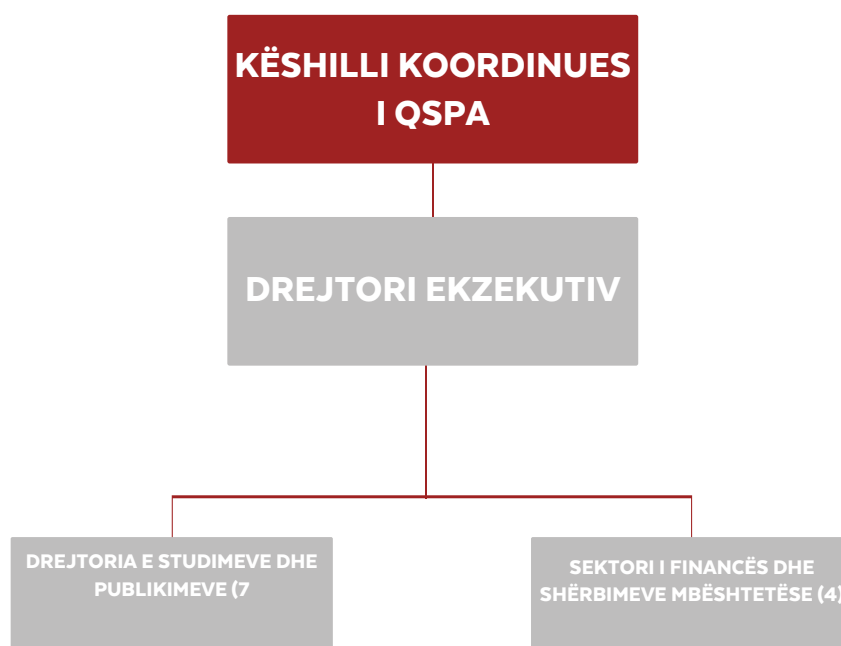 KËSHILLI KOORDINUES
I QSPA
DREJTORI EKZEKUTIV
DREJTORIA E STUDIMEVE DHE
PUBLIKIMEVE (7
SEKTORI I FINANCËS DHE
SHËRBIMEVE MBËSHTETËSE (4)